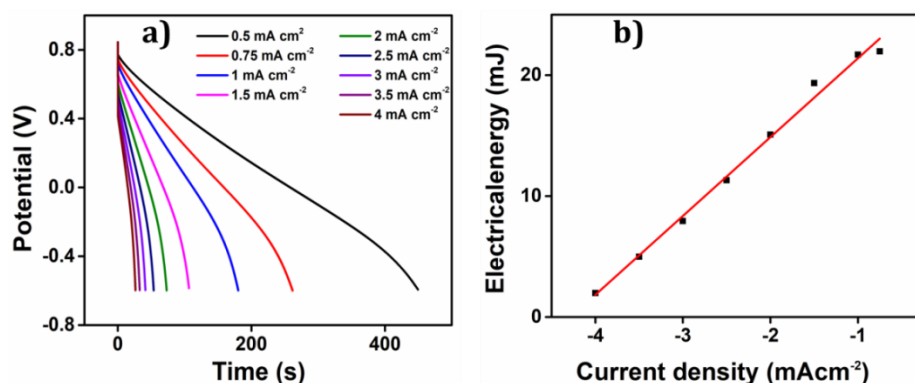 a)
0.5 mA cm²
0.75 mA cm⁻²
1 mA cm⁻²
1.5 mA cm⁻²
2 mA cm⁻²
2.5 mA cm⁻²
3 mA cm⁻²
3.5 mA cm⁻²
4 mA cm⁻²
Potential (V)
0.8
0.4
0.0
-0.4
-0.8
0
200
400
Time (s)
b)
Electricalenergy (mJ)
20
10
0
-4
-3
-2
-1
Current density (mAcm⁻²)